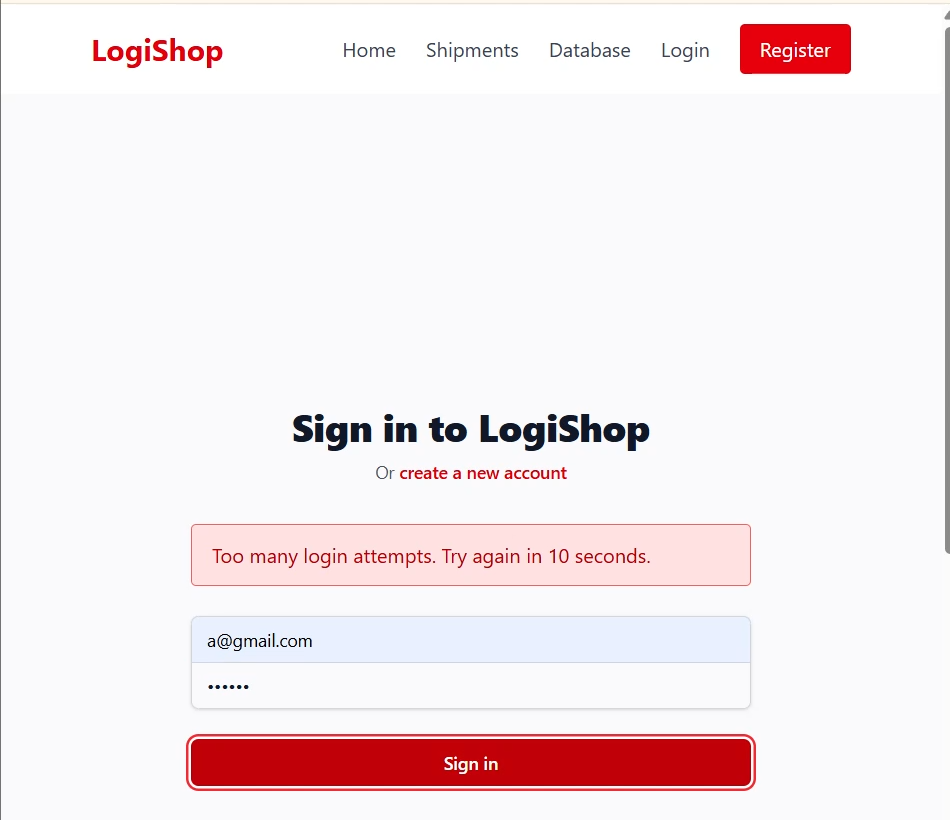 LogiShop
Home Shipments Database Login Register
Sign in to LogiShop
Or create a new account
Too many login attempts. Try again in 10 seconds.
a@gmail.com
••••••
Sign in